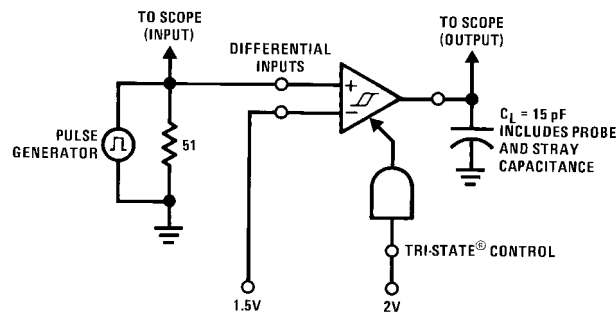 TO SCOPE
(INPUT)
TO SCOPE
(OUTPUT)
DIFFERENTIAL
INPUTS
+
−
PULSE
GENERATOR
51
CL = 15 pF
INCLUDES PROBE
AND STRAY
CAPACITANCE
TRI-STATE® CONTROL
1.5V
2V